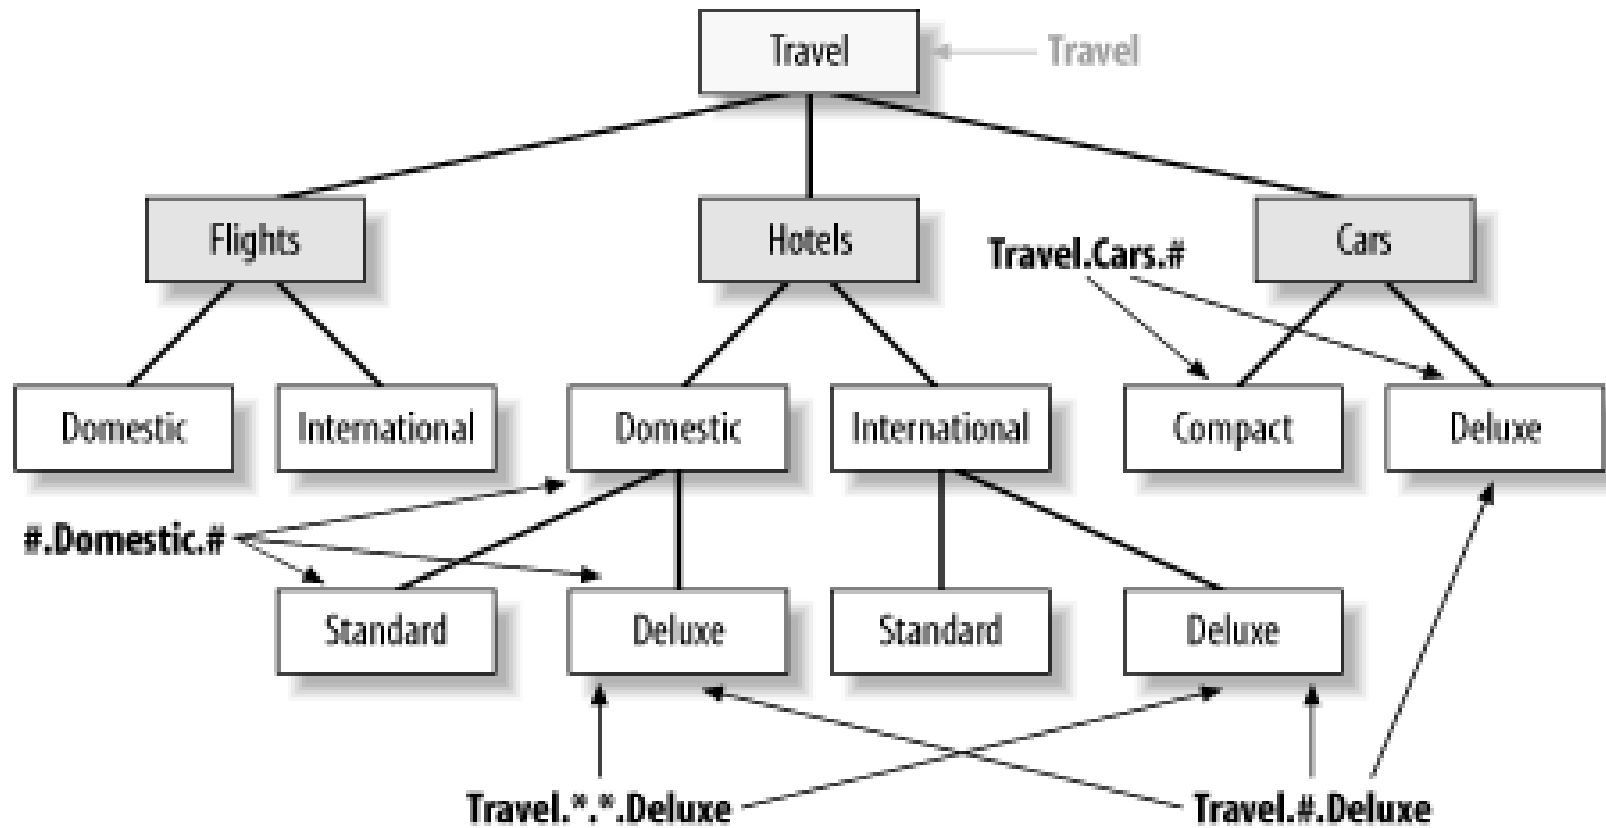 Travel
Travel
Flights
Hotels
Travel.Cars.#
Cars
Domestic
International
Domestic
International
Compact
Deluxe
#.Domestic.#
Standard
Deluxe
Standard
Deluxe
Travel.*.*.Deluxe
Travel.#.Deluxe